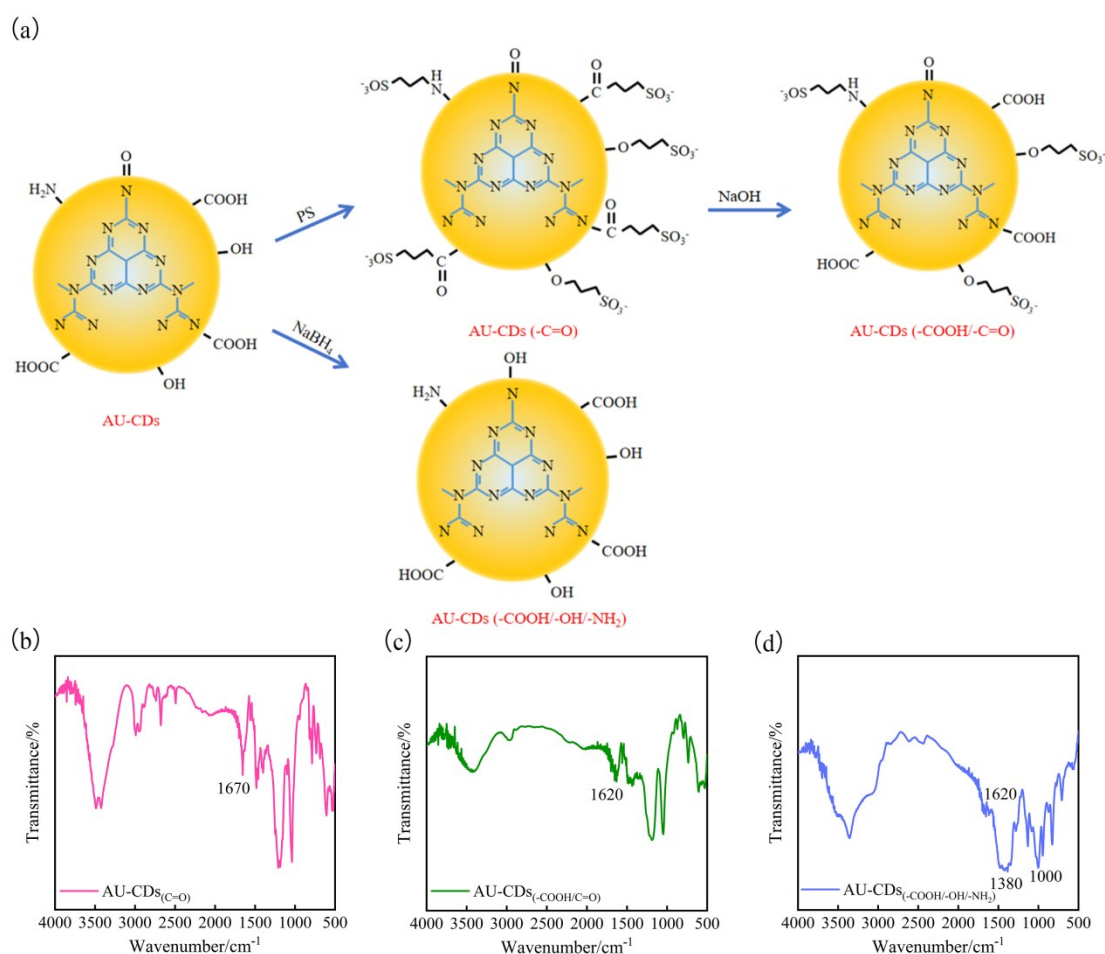 (a)
O
N
H₂N
COOH
N N
OH
N N N
N N N N
N N N
COOH
HOOC
OH
AU-CDs
PS
NaBH₄
O
N
H
N
⁻₃OS
O
C
SO₃⁻
N N
O
SO₃⁻
N N N
N N N N
N N N
O
C
SO₃⁻
⁻₃OS
C
O
O
SO₃⁻
AU-CDs (-C=O)
NaOH
O
N
H
N
⁻₃OS
COOH
N N
O
SO₃⁻
N N N
N N N N
N N N
COOH
HOOC
O
SO₃⁻
AU-CDs (-COOH/-C=O)
OH
N
H₂N
COOH
N N
OH
N N N
N N N N
N N N
COOH
HOOC
OH
AU-CDs (-COOH/-OH/-NH₂)
(b)
Transmittance/%
1670
AU-CDs(C=O)
4000 3500 3000 2500 2000 1500 1000 500
Wavenumber/cm⁻¹
(c)
Transmittance/%
1620
AU-CDs(-COOH/C=O)
4000 3500 3000 2500 2000 1500 1000 500
Wavenumber/cm⁻¹
(d)
Transmittance/%
1620
1380
1000
AU-CDs(-COOH/-OH/-NH₂)
4000 3500 3000 2500 2000 1500 1000 500
Wavenumber/cm⁻¹